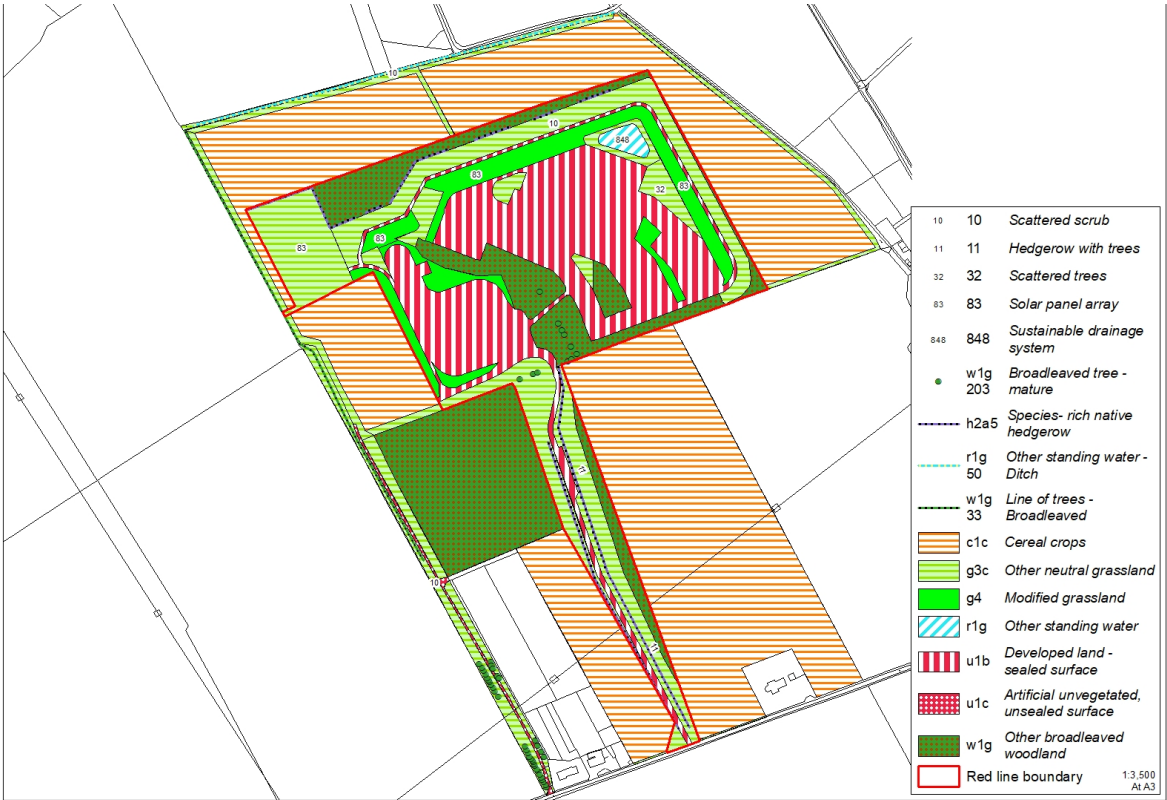 10
10
848
83
32
83
83
83
11
10
11
10 10 Scattered scrub
11 11 Hedgerow with trees
32 32 Scattered trees
83 83 Solar panel array
848 848 Sustainable drainage
system
w1g Broadleaved tree -
203 mature
h2a5 Species- rich native
hedgerow
r1g Other standing water -
50 Ditch
w1g Line of trees -
33 Broadleaved
c1c Cereal crops
g3c Other neutral grassland
g4 Modified grassland
r1g Other standing water
u1b Developed land -
sealed surface
u1c Artificial unvegetated,
unsealed surface
w1g Other broadleaved
woodland
Red line boundary 1:3,500
At A3